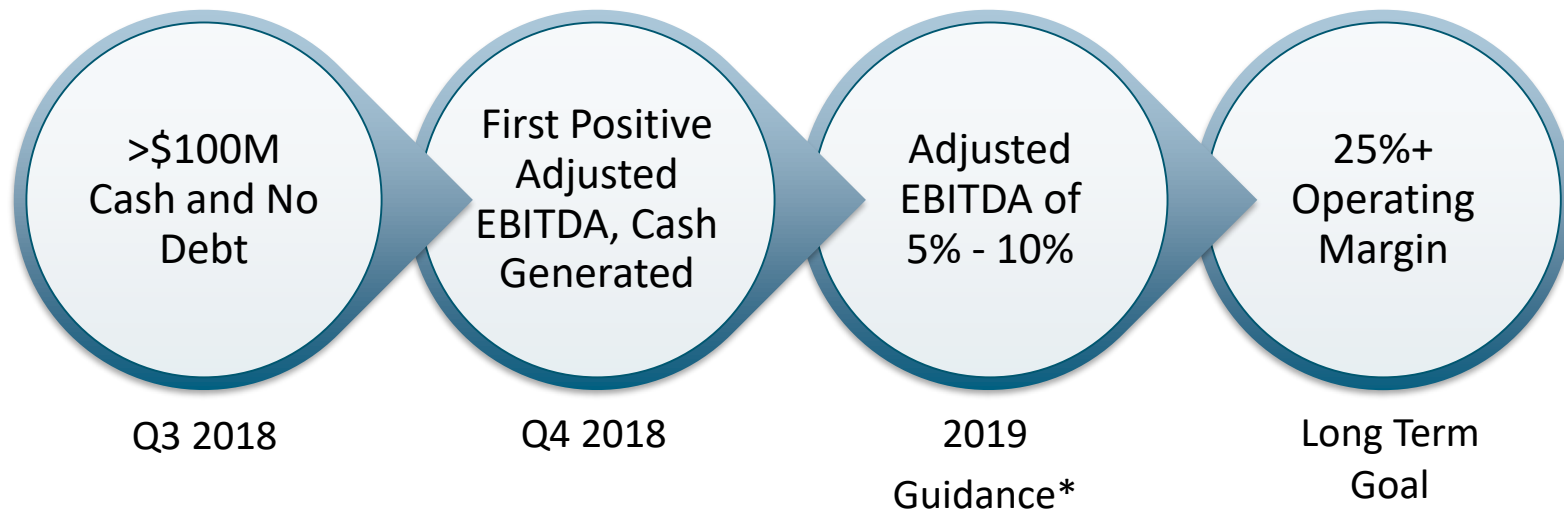 >$100M
Cash and No
Debt
First Positive
Adjusted
EBITDA, Cash
Generated
Adjusted
EBITDA of
5% - 10%
25%+
Operating
Margin
Q3 2018
Q4 2018
2019
Guidance*
Long Term
Goal